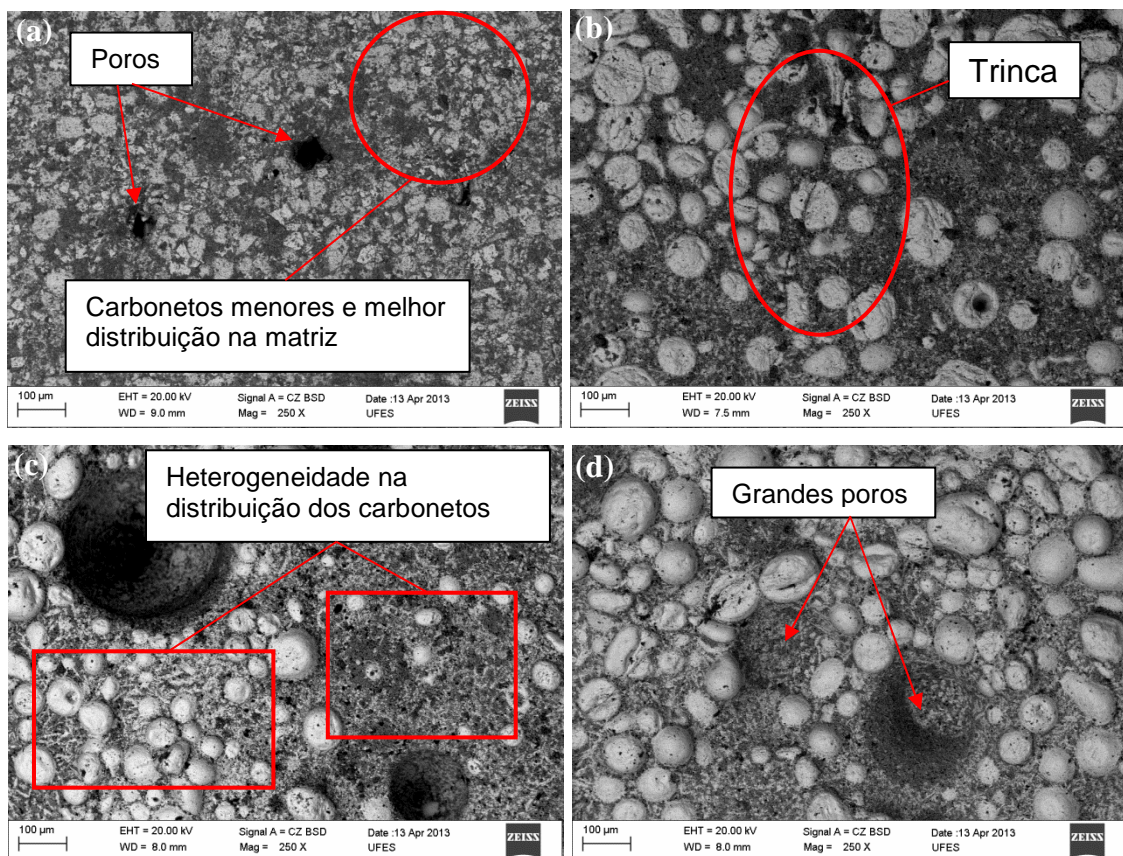 (a)
Poros
Carbonetos menores e melhor
distribuição na matriz
100 µm
EHT = 20.00 kV
Signal A = CZ BSD
Date :13 Apr 2013
WD = 9.0 mm
Mag = 250 X
UFES
ZEISS
(b)
Trinca
100 µm
EHT = 20.00 kV
Signal A = CZ BSD
Date :13 Apr 2013
WD = 7.5 mm
Mag = 250 X
UFES
ZEISS
(c)
Heterogeneidade na
distribuição dos carbonetos
100 µm
EHT = 20.00 kV
Signal A = CZ BSD
Date :13 Apr 2013
WD = 8.0 mm
Mag = 250 X
UFES
ZEISS
(d)
Grandes poros
100 µm
EHT = 20.00 kV
Signal A = CZ BSD
Date :13 Apr 2013
WD = 8.0 mm
Mag = 250 X
UFES
ZEISS